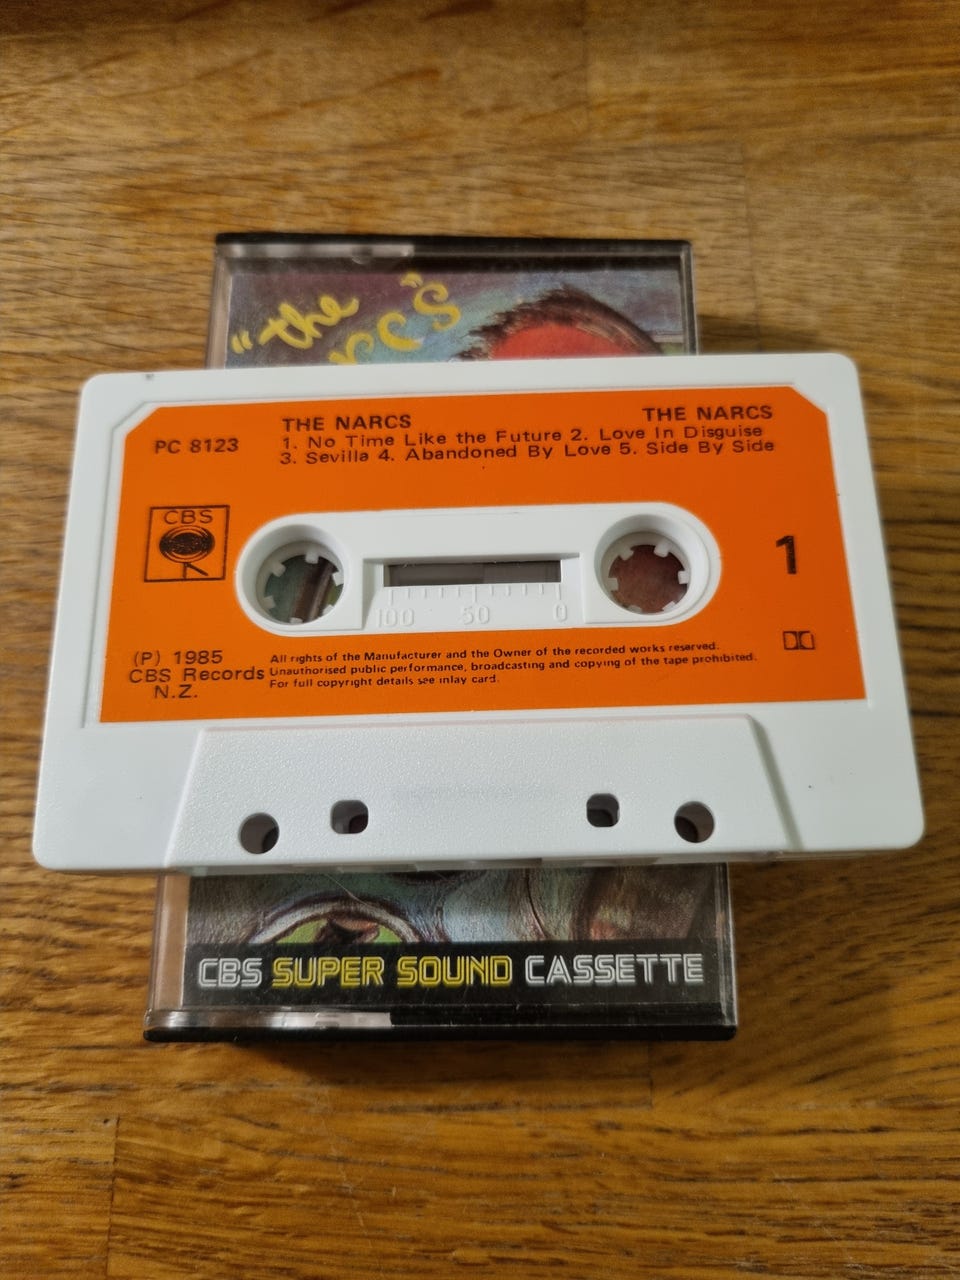 "the
rcs"
THE NARCS THE NARCS
PC 8123
1. No Time Like the Future 2. Love In Disguise
3. Sevilla 4. Abandoned By Love 5. Side By Side
CBS
1
100 50 0
(P) 1985
CBS Records
N.Z.
All rights of the Manufacturer and the Owner of the recorded works reserved.
Unauthorised public performance, broadcasting and copying of the tape prohibited.
For full copyright details see inlay card.
CBS SUPER SOUND CASSETTE